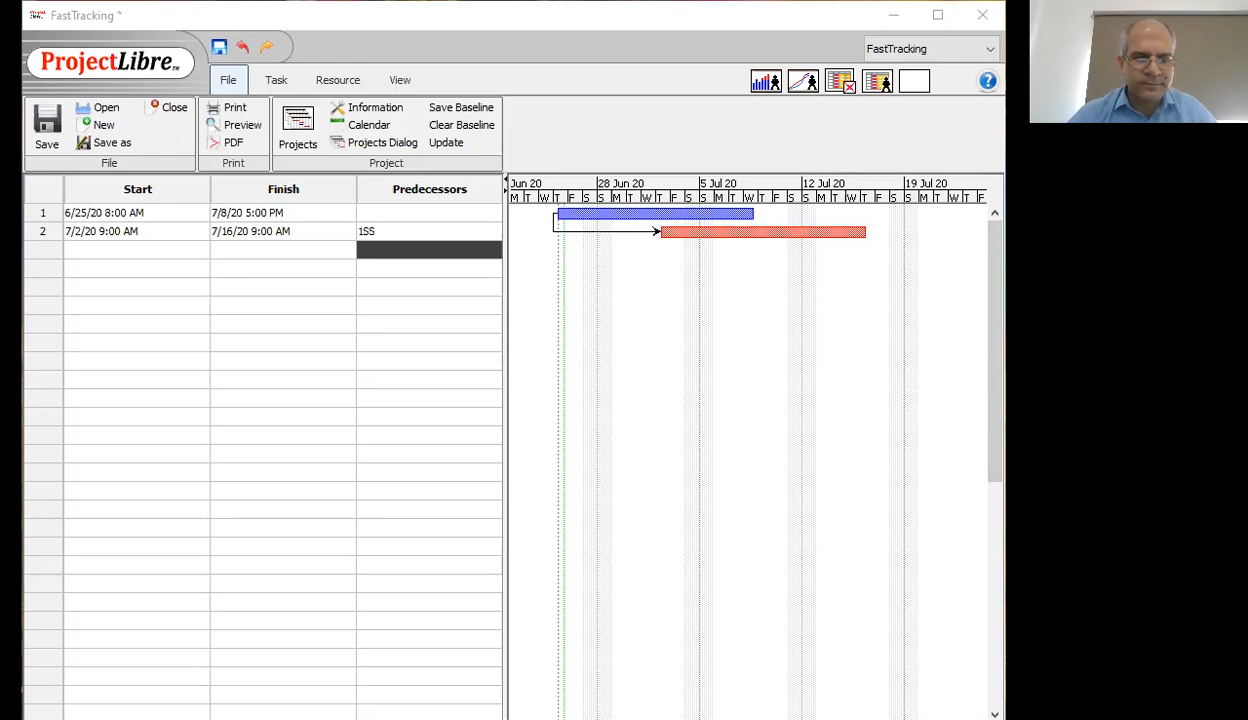 FastTracking *
ProjectLibre™
File Task Resource View
FastTracking
Save
Open
New
Save as
Close
File
Print
Preview
PDF
Print
Projects
Information
Calendar
Projects Dialog
Save Baseline
Clear Baseline
Update
Project
Start Finish Predecessors
1 6/25/20 8:00 AM 7/8/20 5:00 PM
2 7/2/20 9:00 AM 7/16/20 9:00 AM 1SS
Jun 20 28 Jun 20 5 Jul 20 12 Jul 20 19 Jul 20
M T W T F S S M T W T F S S M T W T F S S M T W T F S S M T W T F